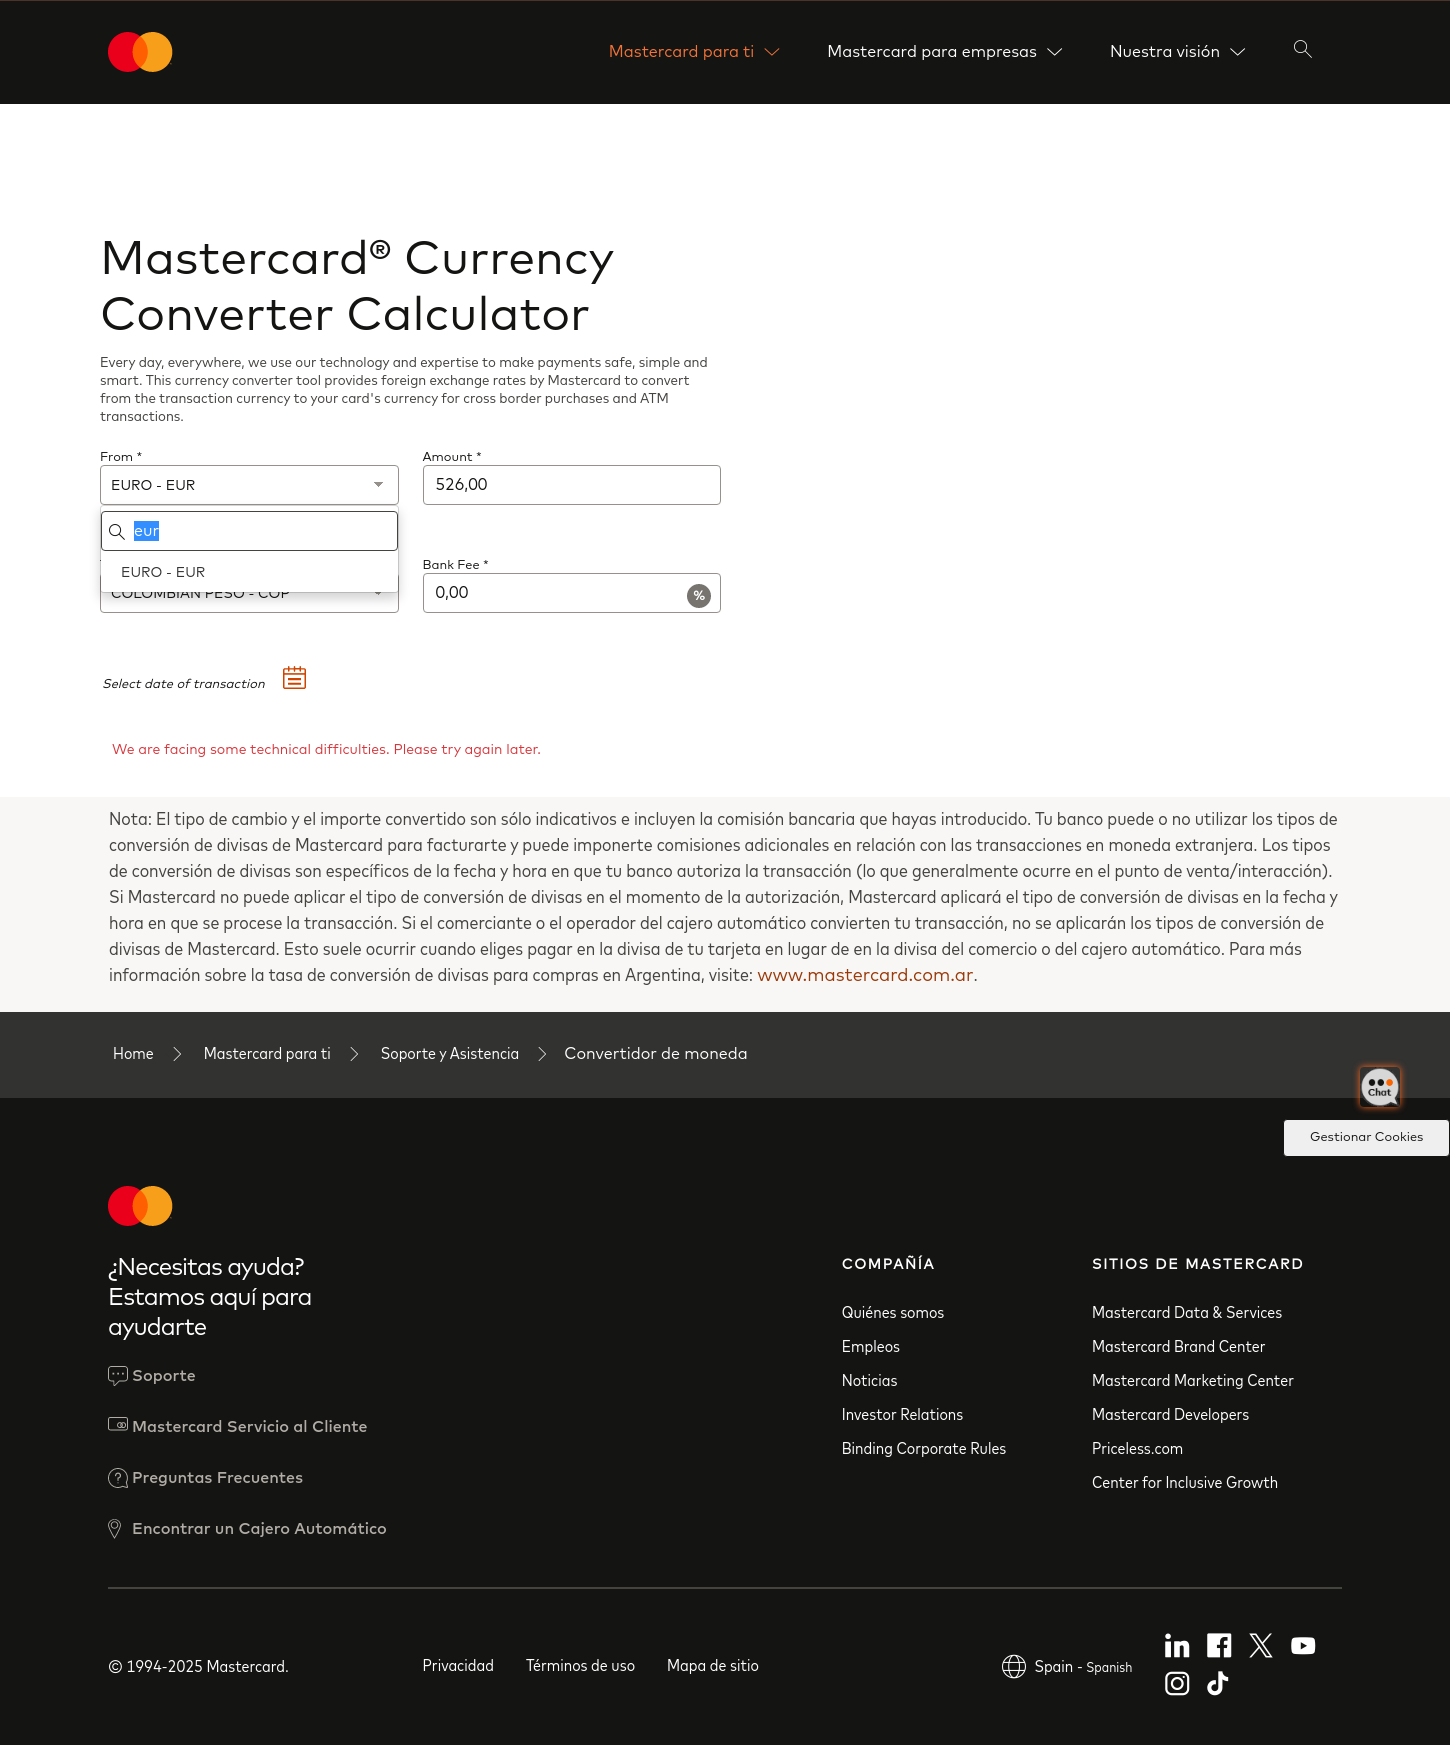 Mastercard para ti
Mastercard para empresas
Nuestra visión
Mastercard® Currency
Converter Calculator
Every day, everywhere, we use our technology and expertise to make payments safe, simple and
smart. This currency converter tool provides foreign exchange rates by Mastercard to convert
from the transaction currency to your card's currency for cross border purchases and ATM
transactions.
From *
Amount *
EURO - EUR
526,00
eur
EURO - EUR
Bank Fee *
COLOMBIAN PESO - COP
0,00
%
Select date of transaction
We are facing some technical difficulties. Please try again later.
Nota: El tipo de cambio y el importe convertido son sólo indicativos e incluyen la comisión bancaria que hayas introducido. Tu banco puede o no utilizar los tipos de
conversión de divisas de Mastercard para facturarte y puede imponerte comisiones adicionales en relación con las transacciones en moneda extranjera. Los tipos
de conversión de divisas son específicos de la fecha y hora en que tu banco autoriza la transacción (lo que generalmente ocurre en el punto de venta/interacción).
Si Mastercard no puede aplicar el tipo de conversión de divisas en el momento de la autorización, Mastercard aplicará el tipo de conversión de divisas en la fecha y
hora en que se procese la transacción. Si el comerciante o el operador del cajero automático convierten tu transacción, no se aplicarán los tipos de conversión de
divisas de Mastercard. Esto suele ocurrir cuando eliges pagar en la divisa de tu tarjeta en lugar de en la divisa del comercio o del cajero automático. Para más
información sobre la tasa de conversión de divisas para compras en Argentina, visite: www.mastercard.com.ar.
Home
Mastercard para ti
Soporte y Asistencia
Convertidor de moneda
Chat
Gestionar Cookies
¿Necesitas ayuda?
Estamos aquí para
ayudarte
Soporte
Mastercard Servicio al Cliente
Preguntas Frecuentes
Encontrar un Cajero Automático
COMPAÑÍA
Quiénes somos
Empleos
Noticias
Investor Relations
Binding Corporate Rules
SITIOS DE MASTERCARD
Mastercard Data & Services
Mastercard Brand Center
Mastercard Marketing Center
Mastercard Developers
Priceless.com
Center for Inclusive Growth
© 1994-2025 Mastercard.
Privacidad
Términos de uso
Mapa de sitio
Spain - Spanish